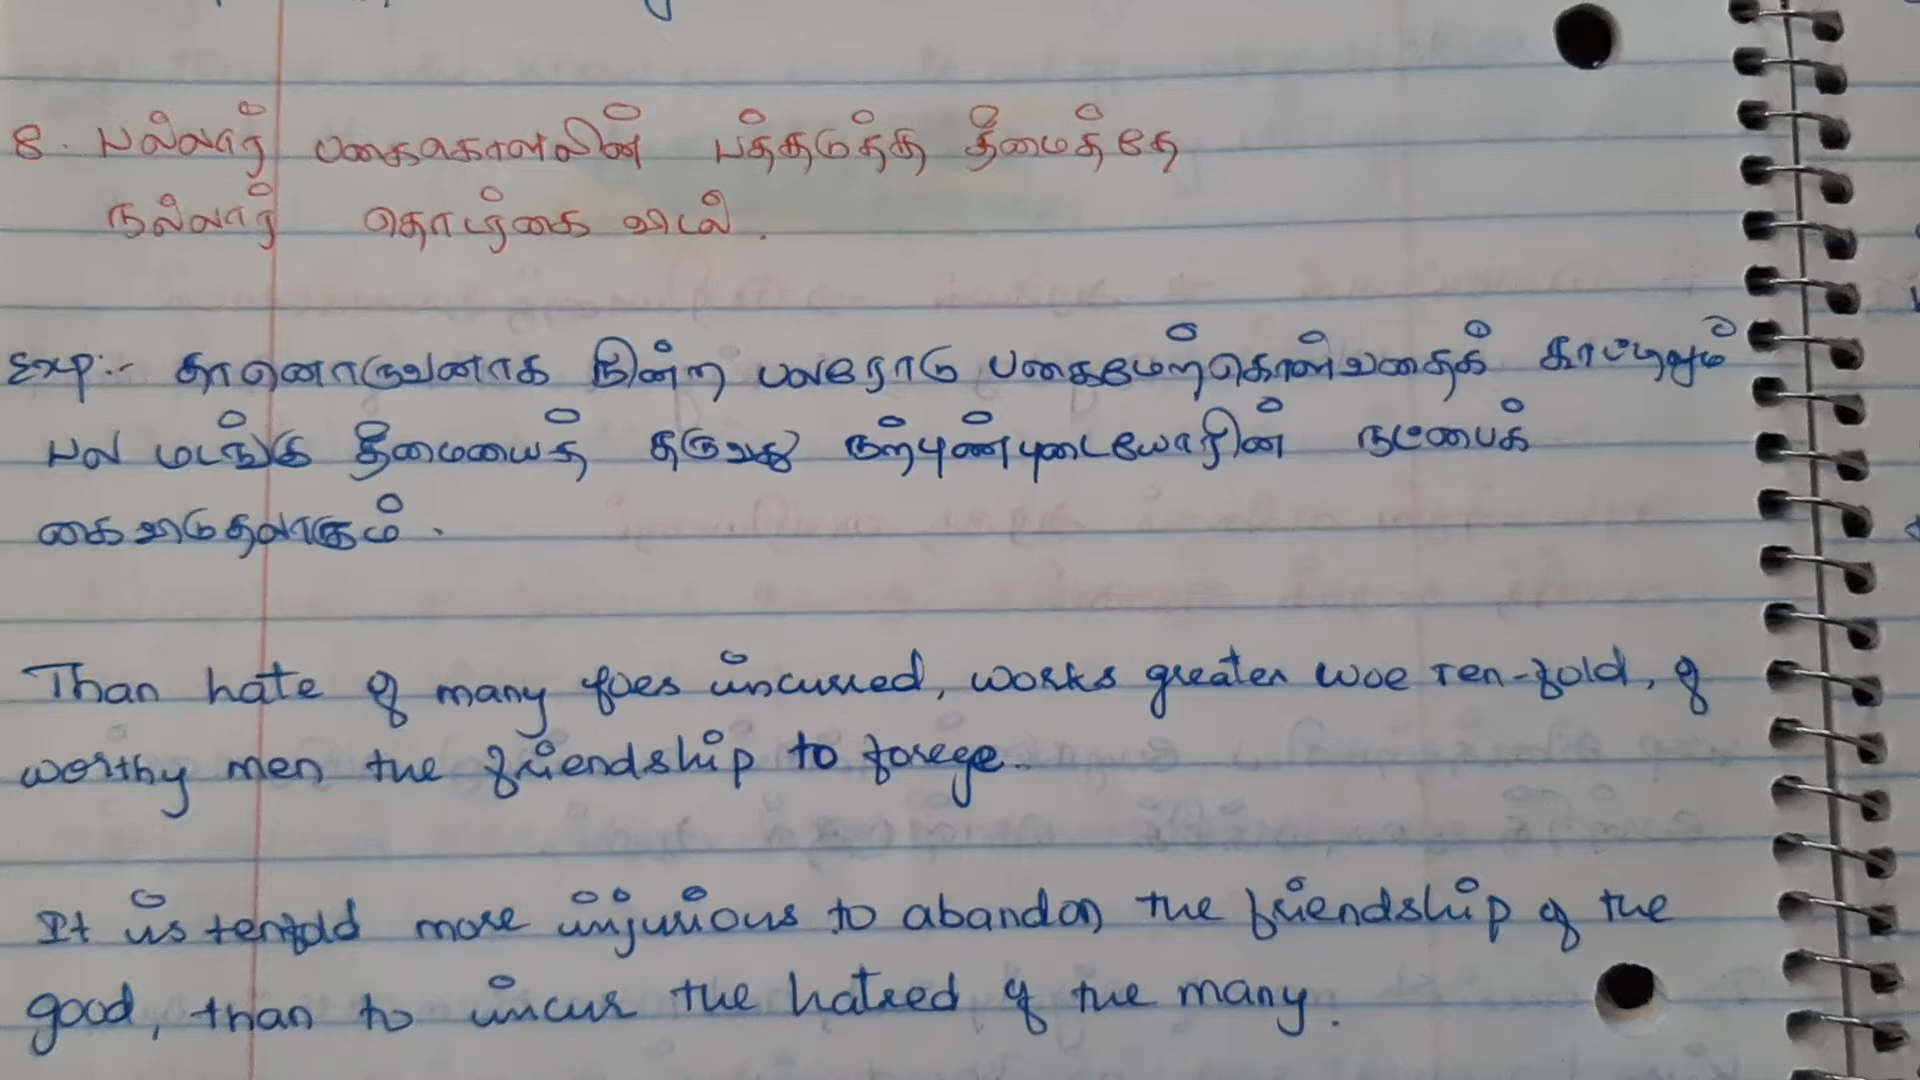 8. பல்லார் பகைகொளலின் பத்தடுத்த தீமைத்தே
நல்லார் தொடர்கை விடல்.
Exp:- தானொருவனாக நின்று பலரோடு பகைமேற்கொள்வதைக் காட்டிலும்
பல மடங்கு தீமையைத் தருவது நற்புண்புடையோரின் நட்பைக்
கைவிடுதலாகும்.
Than hate of many foes incurred, works greater woe Ten-fold, of
worthy men the friendship to forego.
It is tenfold more injurious to abandon the friendship of the
good, than to incur the hatred of the many.